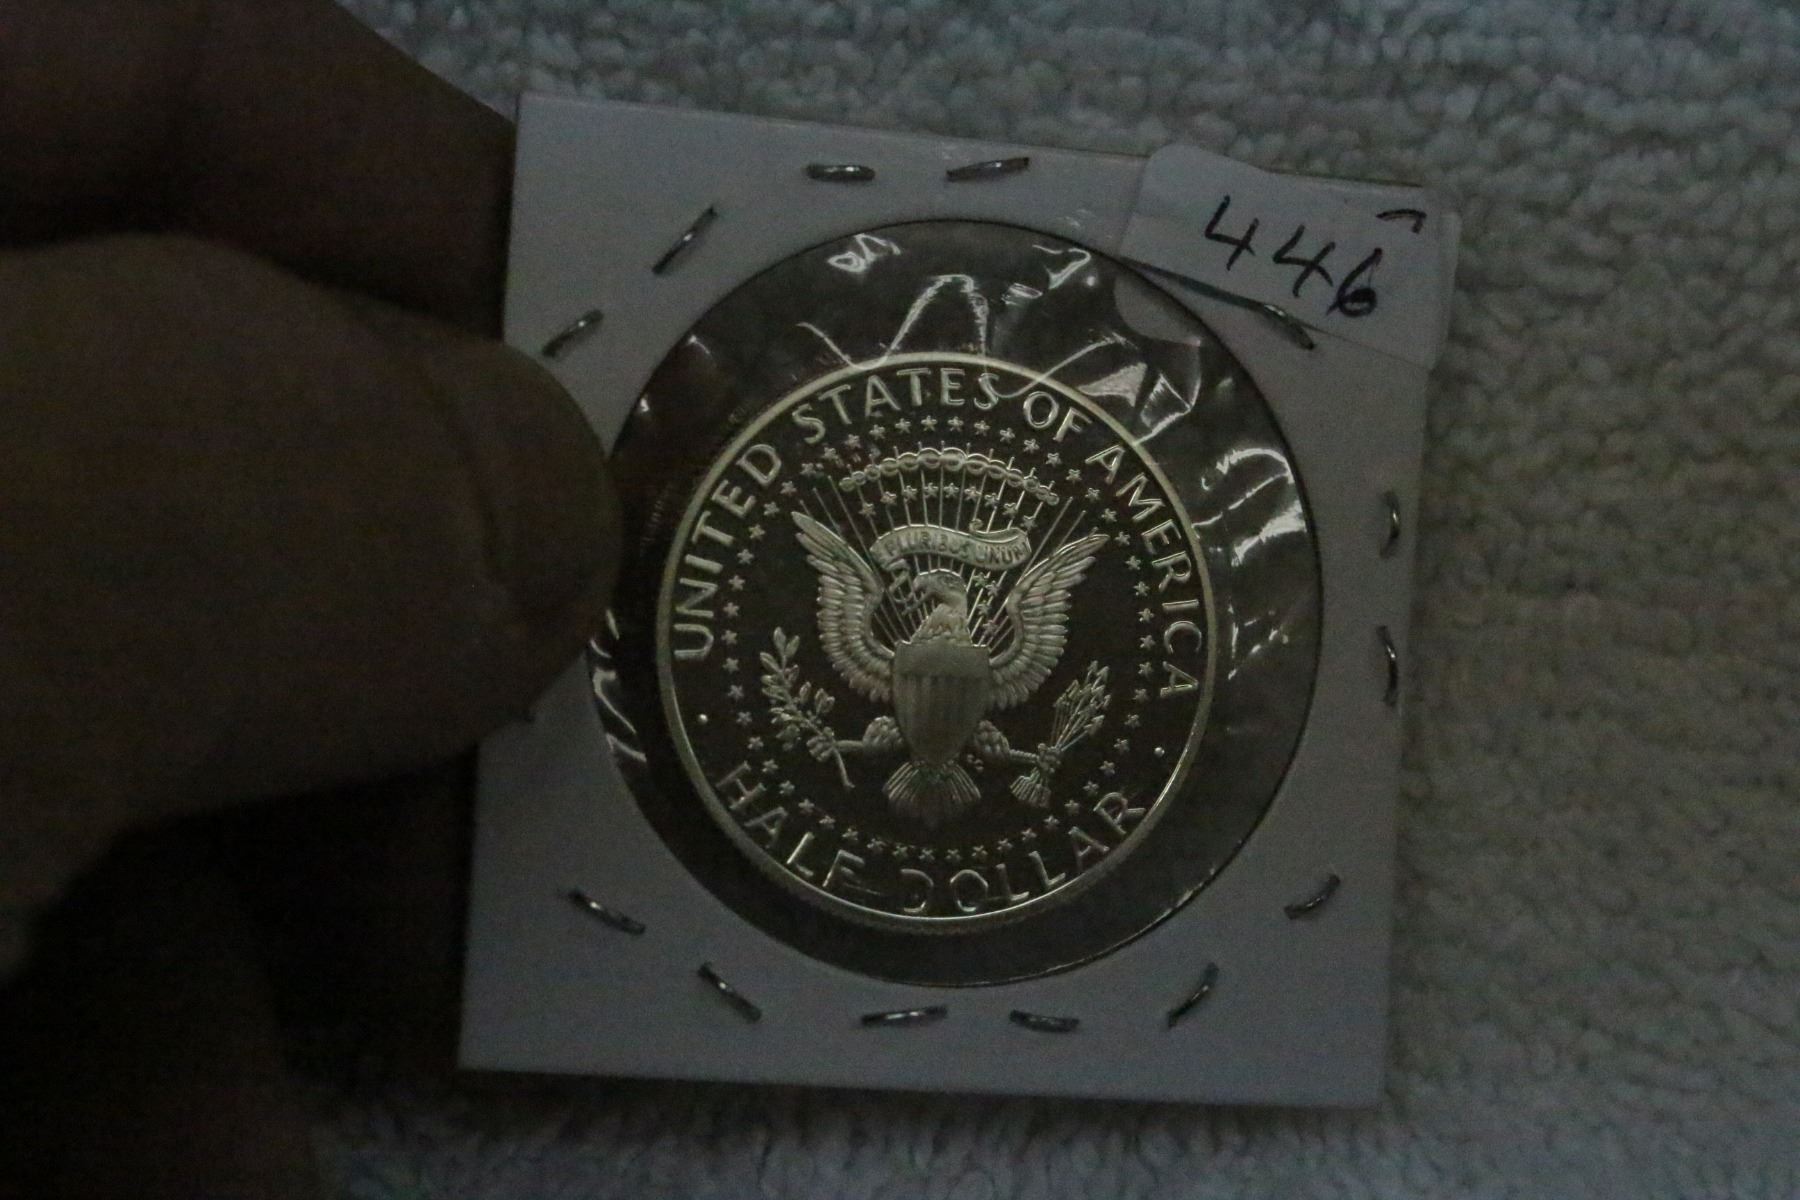 446
UNITED STATES OF AMERICA
PLURIBUS UNUM
HALF DOLLAR